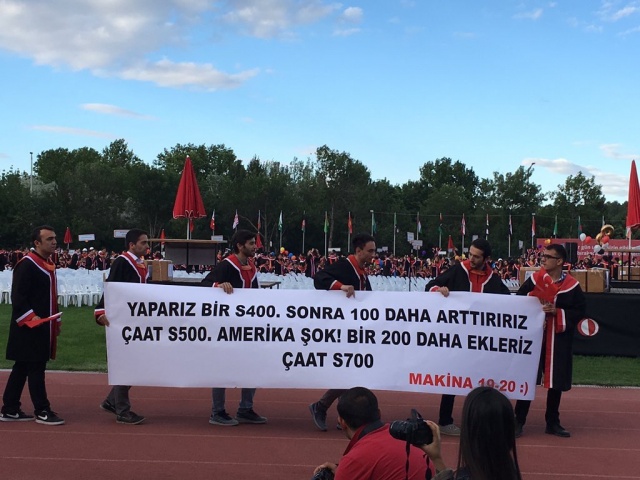 YAPARIZ BİR S400. SONRA 100 DAHA ARTTIRIRIZ
ÇAAT S500. AMERİKA ŞOK! BİR 200 DAHA EKLERİZ
ÇAAT S700
MAKİNA 19-20 :)